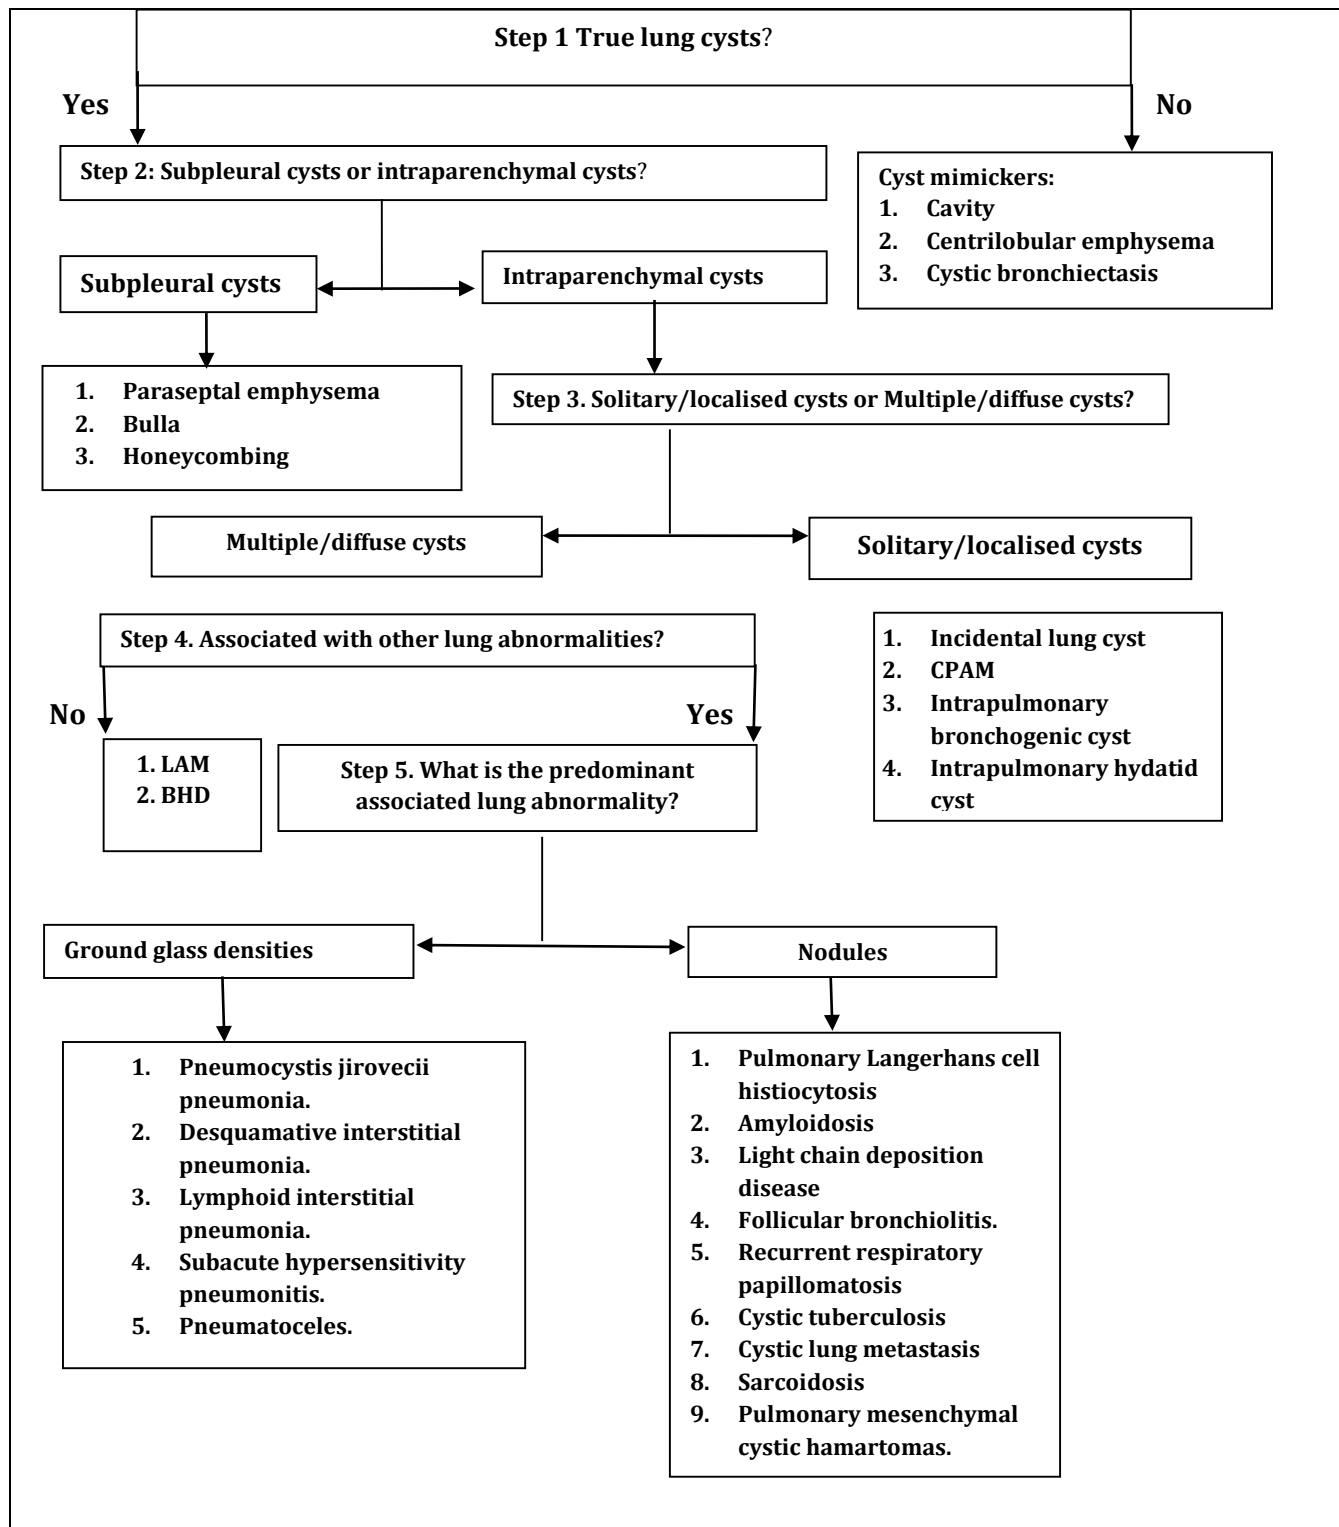 Step 1 True lung cysts?
Yes
No
Step 2: Subpleural cysts or intraparenchymal cysts?
Cyst mimickers:
1. Cavity
2. Centrilobular emphysema
3. Cystic bronchiectasis
Subpleural cysts
Intraparenchymal cysts
1. Paraseptal emphysema
2. Bulla
3. Honeycombing
Step 3. Solitary/localised cysts or Multiple/diffuse cysts?
Multiple/diffuse cysts
Solitary/localised cysts
Step 4. Associated with other lung abnormalities?
1. Incidental lung cyst
2. CPAM
3. Intrapulmonary
bronchogenic cyst
4. Intrapulmonary hydatid
cyst
No
Yes
1. LAM
2. BHD
Step 5. What is the predominant
associated lung abnormality?
Ground glass densities
Nodules
1. Pneumocystis jirovecii
pneumonia.
2. Desquamative interstitial
pneumonia.
3. Lymphoid interstitial
pneumonia.
4. Subacute hypersensitivity
pneumonitis.
5. Pneumatoceles.
1. Pulmonary Langerhans cell
histiocytosis
2. Amyloidosis
3. Light chain deposition
disease
4. Follicular bronchiolitis.
5. Recurrent respiratory
papillomatosis
6. Cystic tuberculosis
7. Cystic lung metastasis
8. Sarcoidosis
9. Pulmonary mesenchymal
cystic hamartomas.